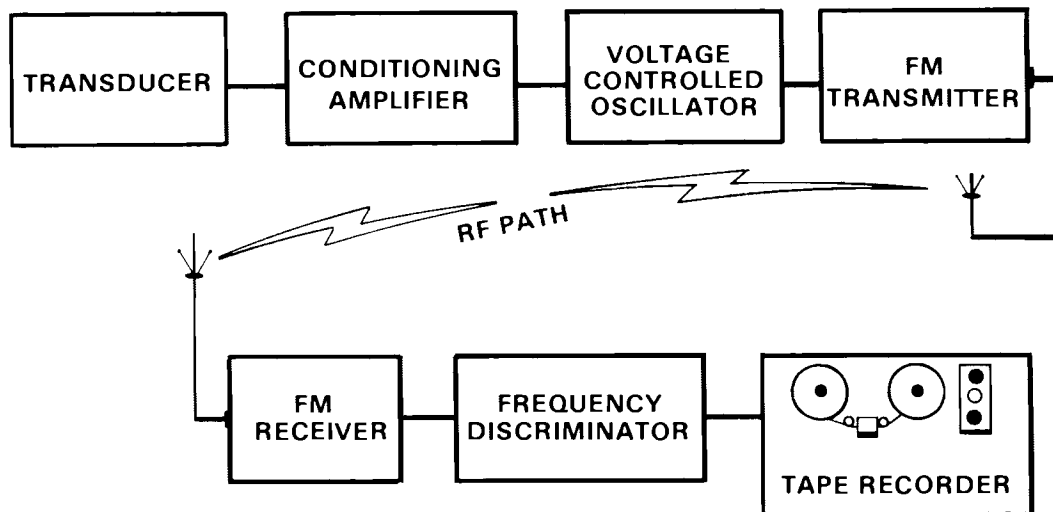 TRANSDUCER
CONDITIONING
AMPLIFIER
VOLTAGE
CONTROLLED
OSCILLATOR
FM
TRANSMITTER
RF PATH
FM
RECEIVER
FREQUENCY
DISCRIMINATOR
TAPE RECORDER